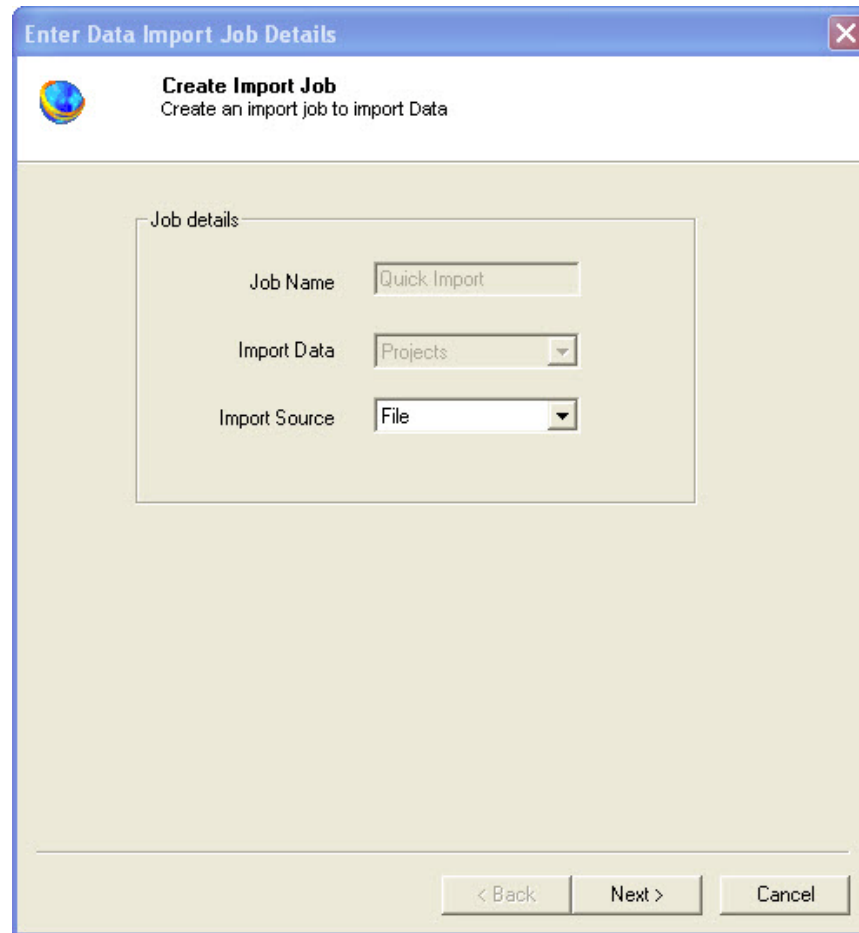 Enter Data Import Job Details
Create Import Job
Create an import job to import Data
Job details
Job Name Quick Import
Import Data Projects
Import Source File
< Back Next > Cancel